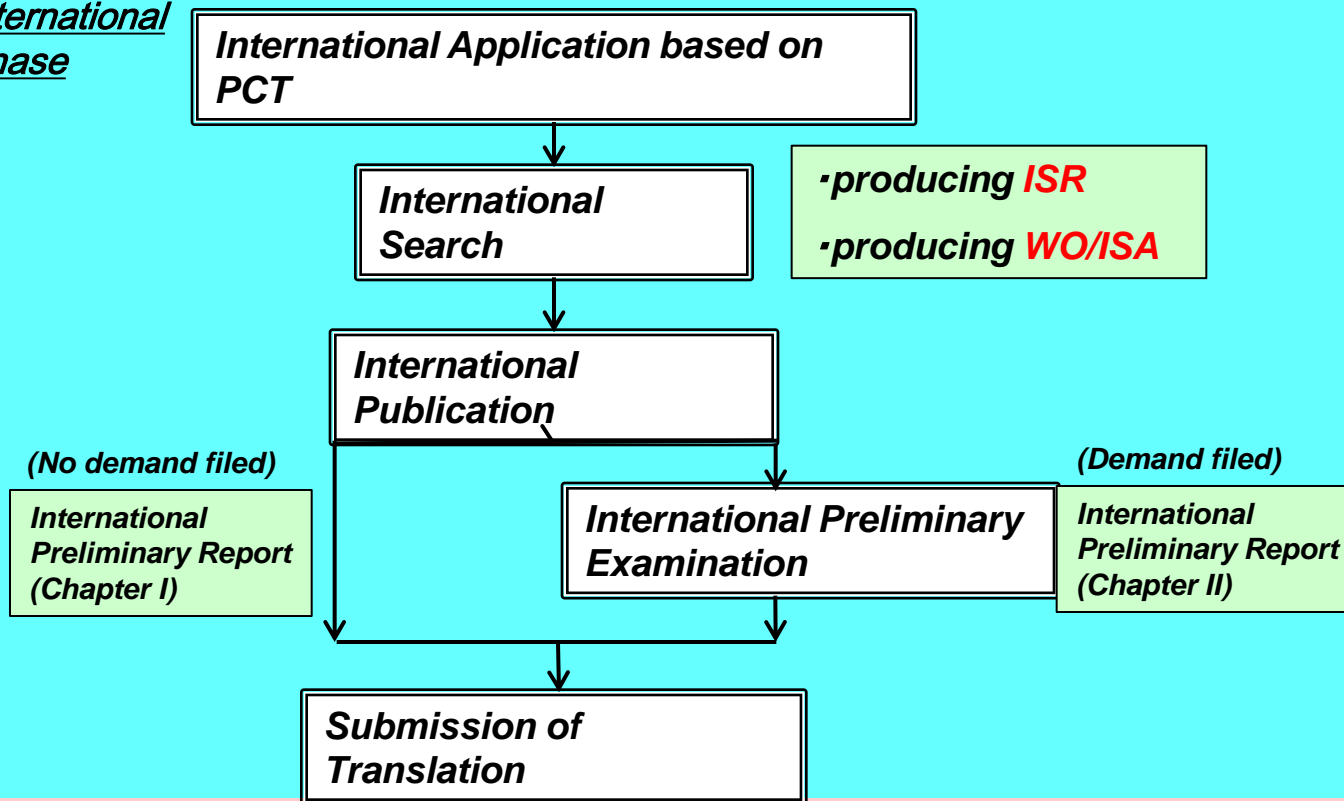 nternational
hase
International Application based on
PCT
International
Search
・producing ISR
・producing WO/ISA
International
Publication
(No demand filed)
(Demand filed)
International
Preliminary Report
(Chapter I)
International Preliminary
Examination
International
Preliminary Report
(Chapter II)
Submission of
Translation